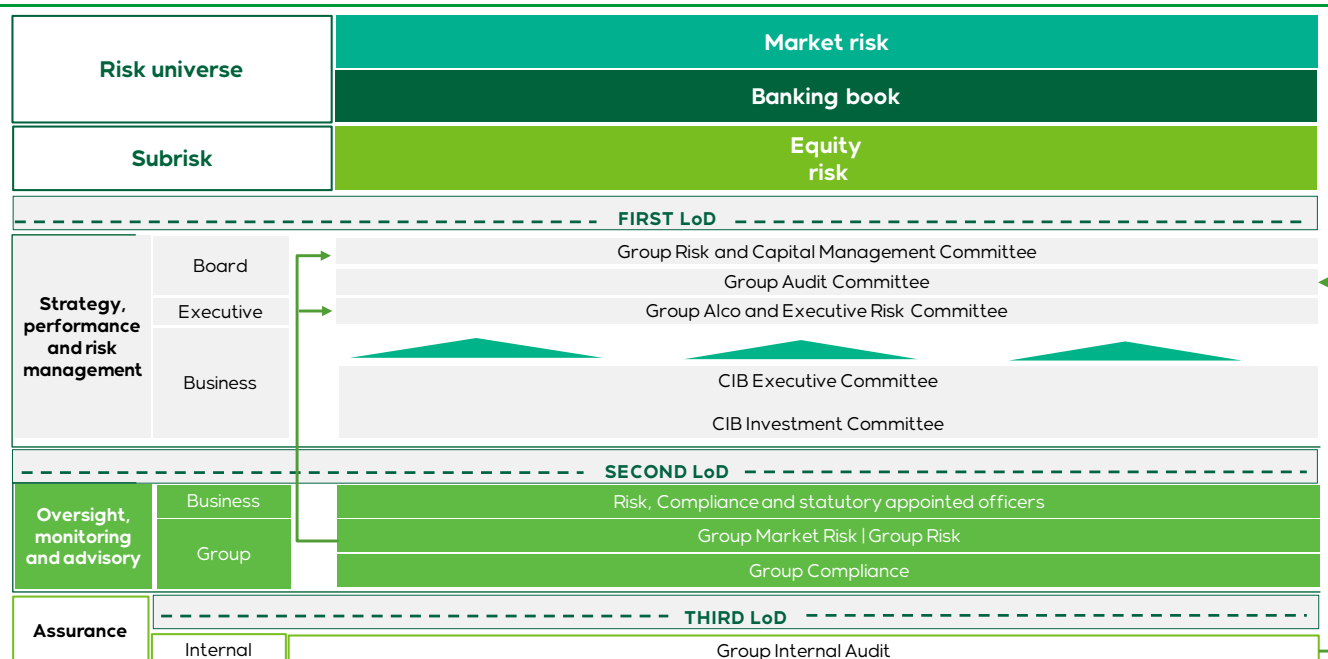 Risk universe
Market risk
Banking book
Subrisk
Equity
risk
FIRST LoD
Strategy,
performance
and risk
management
Board
Group Risk and Capital Management Committee
Group Audit Committee
Executive
Group Alco and Executive Risk Committee
Business
CIB Executive Committee
CIB Investment Committee
SECOND LoD
Oversight,
monitoring
and advisory
Business
Risk, Compliance and statutory appointed officers
Group
Group Market Risk | Group Risk
Group Compliance
Assurance
THIRD LoD
Internal
Group Internal Audit